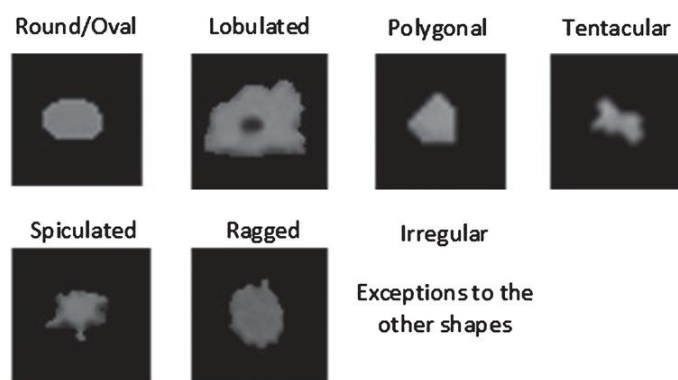 Round/Oval
Lobulated
Polygonal
Tentacular
Spiculated
Ragged
Irregular
Exceptions to the
other shapes